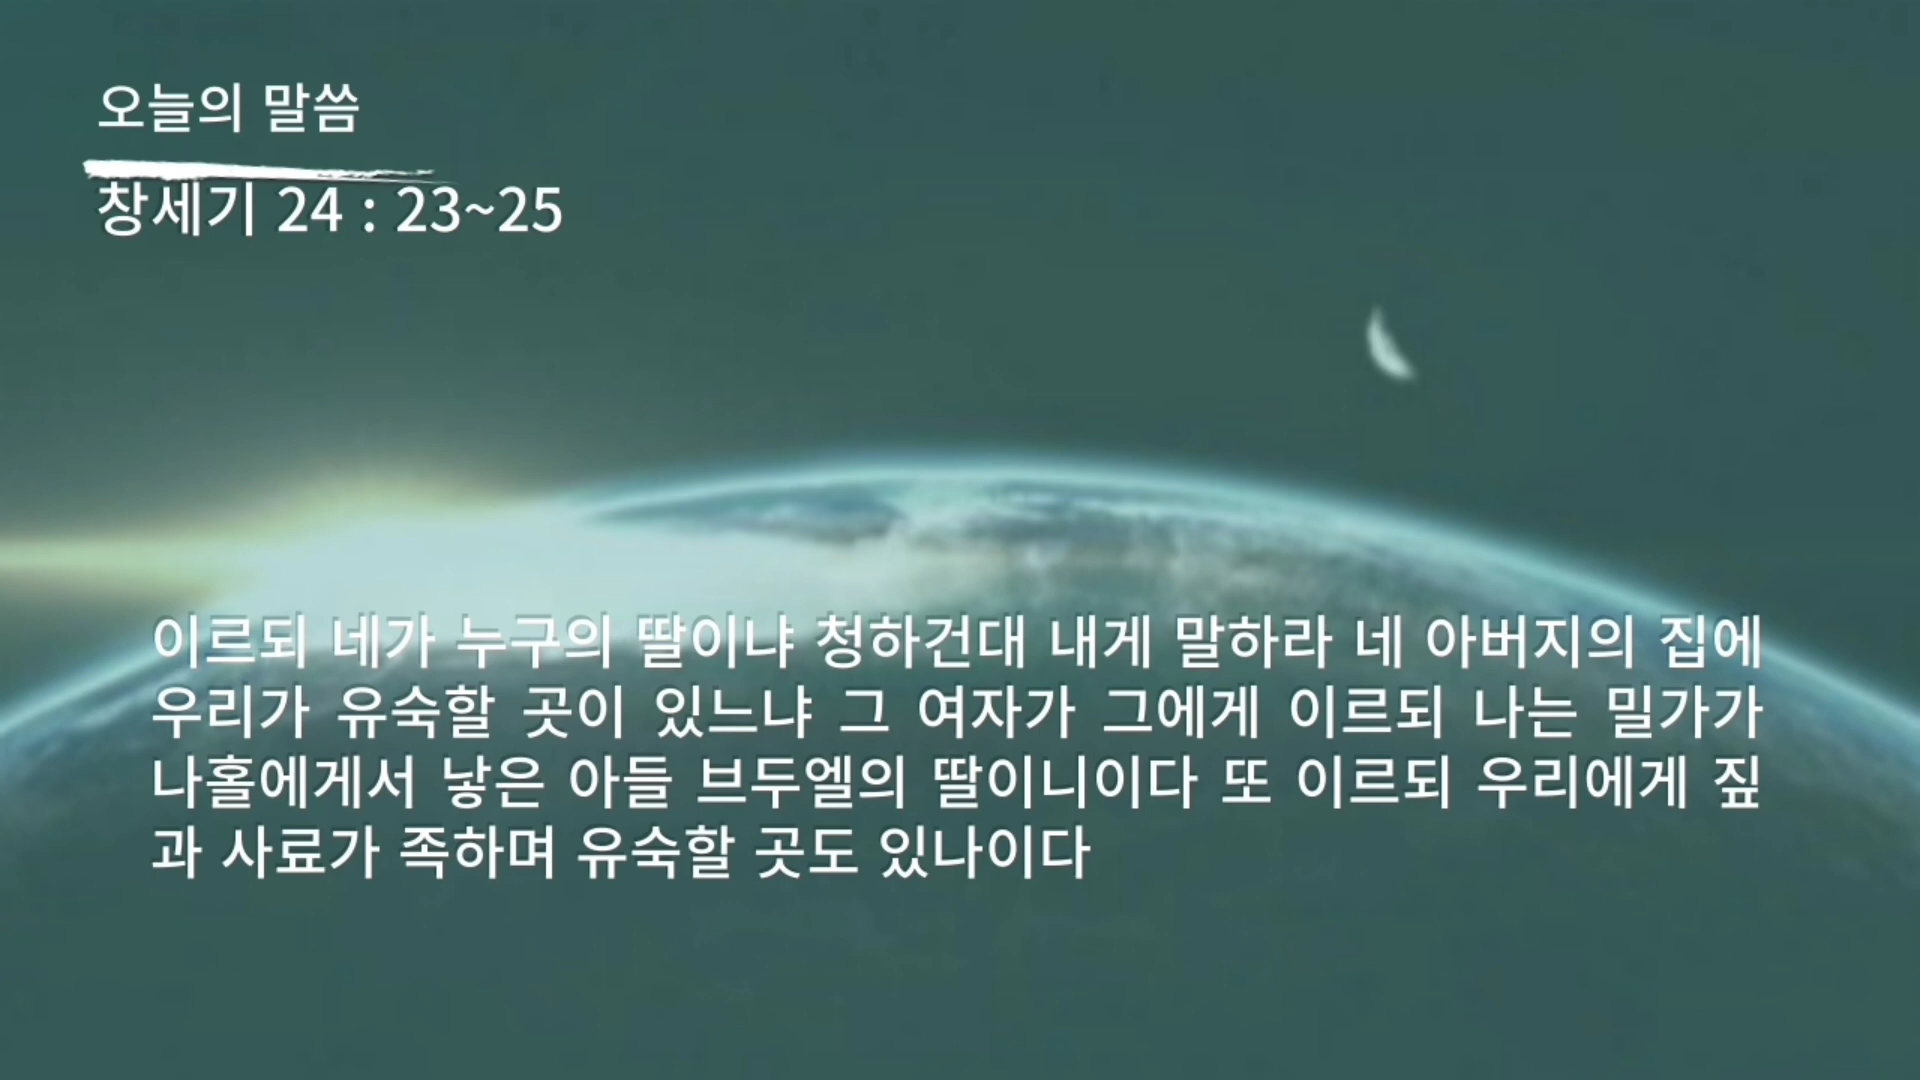 오늘의 말씀
창세기 24 : 23~25
이르되 네가 누구의 딸이냐 청하건대 내게 말하라 네 아버지의 집에
우리가 유숙할 곳이 있느냐 그 여자가 그에게 이르되 나는 밀가가
나홀에게서 낳은 아들 브두엘의 딸이니이다 또 이르되 우리에게 짚
과 사료가 족하며 유숙할 곳도 있나이다